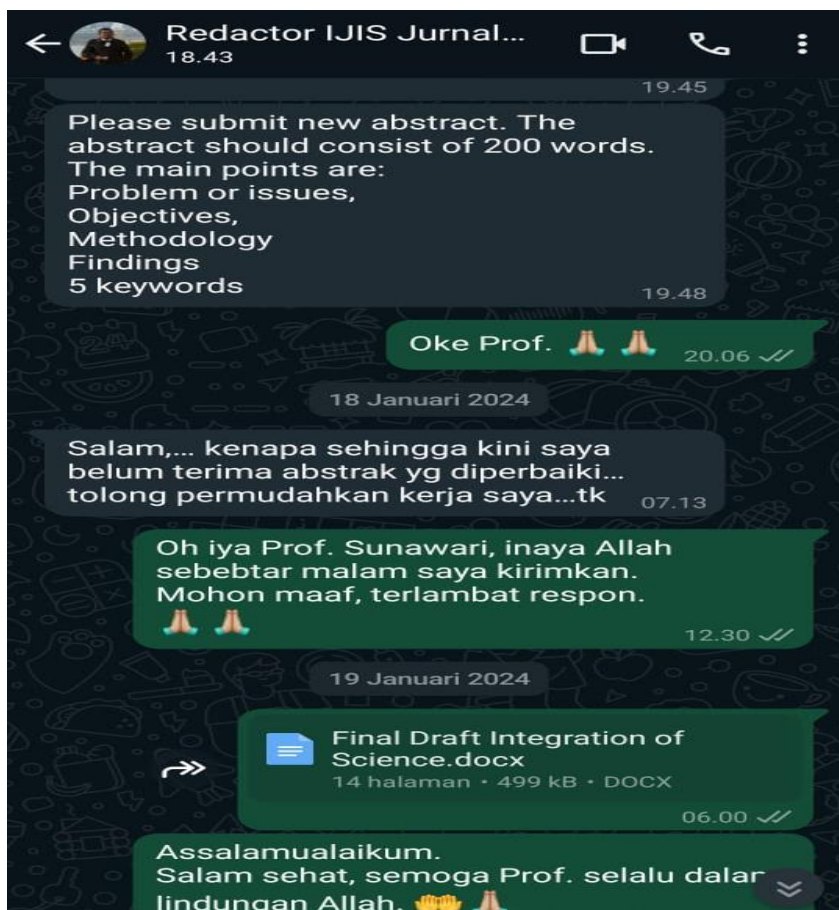 Redactor IJIS Jurnal...
18.43
19.45
Please submit new abstract. The
abstract should consist of 200 words.
The main points are:
Problem or issues,
Objectives,
Methodology
Findings
5 keywords
19.48
Oke Prof. 🙏🏼 🙏🏼
20.06
18 Januari 2024
Salam,... kenapa sehingga kini saya
belum terima abstrak yg diperbaiki...
tolong permudahkan kerja saya...tk
07.13
Oh iya Prof. Sunawari, inaya Allah
sebebtar malam saya kirimkan.
Mohon maaf, terlambat respon.
🙏🏼 🙏🏼
12.30
19 Januari 2024
Final Draft Integration of
Science.docx
14 halaman • 499 kB • DOCX
06.00
Assalamualaikum.
Salam sehat, semoga Prof. selalu dalam
lindungan Allah. 🤲 🙏🏼